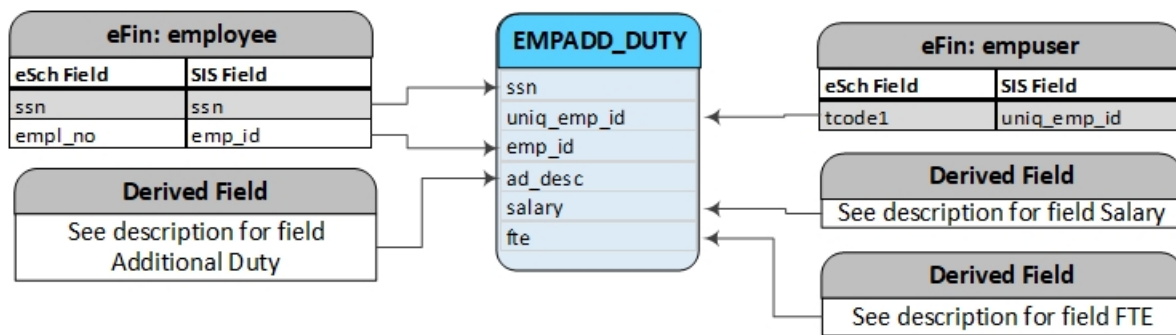 eFin: employee
eSch Field SIS Field
ssn ssn
empl_no emp_id
Derived Field
See description for field
Additional Duty
EMPADD_DUTY
ssn
uniq_emp_id
emp_id
ad_desc
salary
fte
eFin: empuser
eSch Field SIS Field
tcode1 uniq_emp_id
Derived Field
See description for field Salary
Derived Field
See description for field FTE